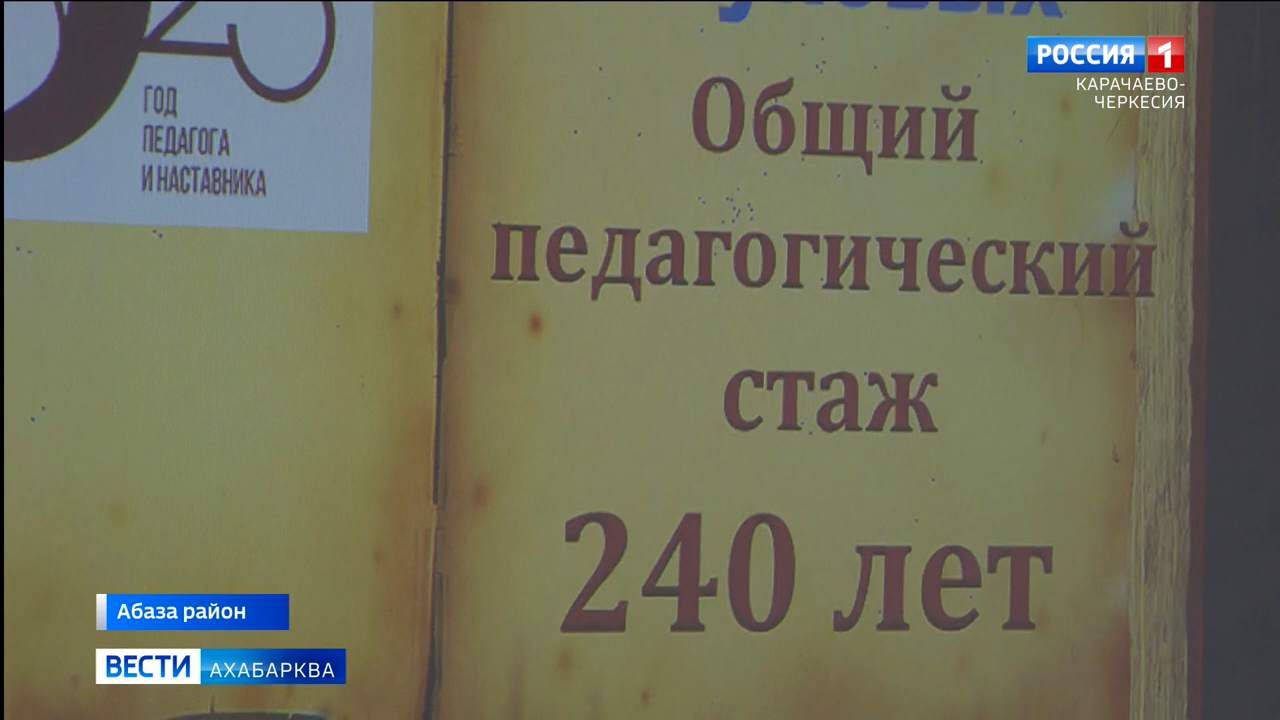 РОССИЯ 1
КАРАЧАЕВО-
ЧЕРКЕСИЯ
ГОД
ПЕДАГОГА
И НАСТАВНИКА
Общий
педагогический
стаж
240 лет
Абаза район
ВЕСТИ АХАБАРКВА